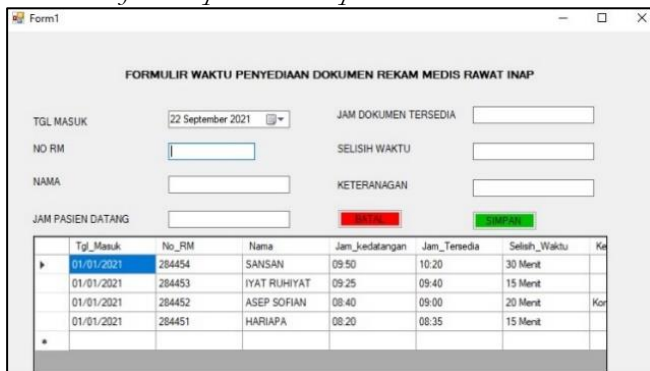 Form1
FORMULIR WAKTU PENYEDIAAN DOKUMEN REKAM MEDIS RAWAT INAP
TGL MASUK 22 September 2021 JAM DOKUMEN TERSEDIA
NO RM SELISIH WAKTU
NAMA KETERANAGAN
JAM PASIEN DATANG BATAL SIMPAN
Tgl_Masuk No_RM Nama Jam_kedatangan Jam_Tersedia Selisih_Waktu Ke
01/01/2021 284454 SANSAN 09:50 10:20 30 Menit
01/01/2021 284453 IYAT RUHIYAT 09:25 09:40 15 Menit
01/01/2021 284452 ASEP SOFIAN 08:40 09:00 20 Menit Kor
01/01/2021 284451 HARIAPA 08:20 08:35 15 Menit